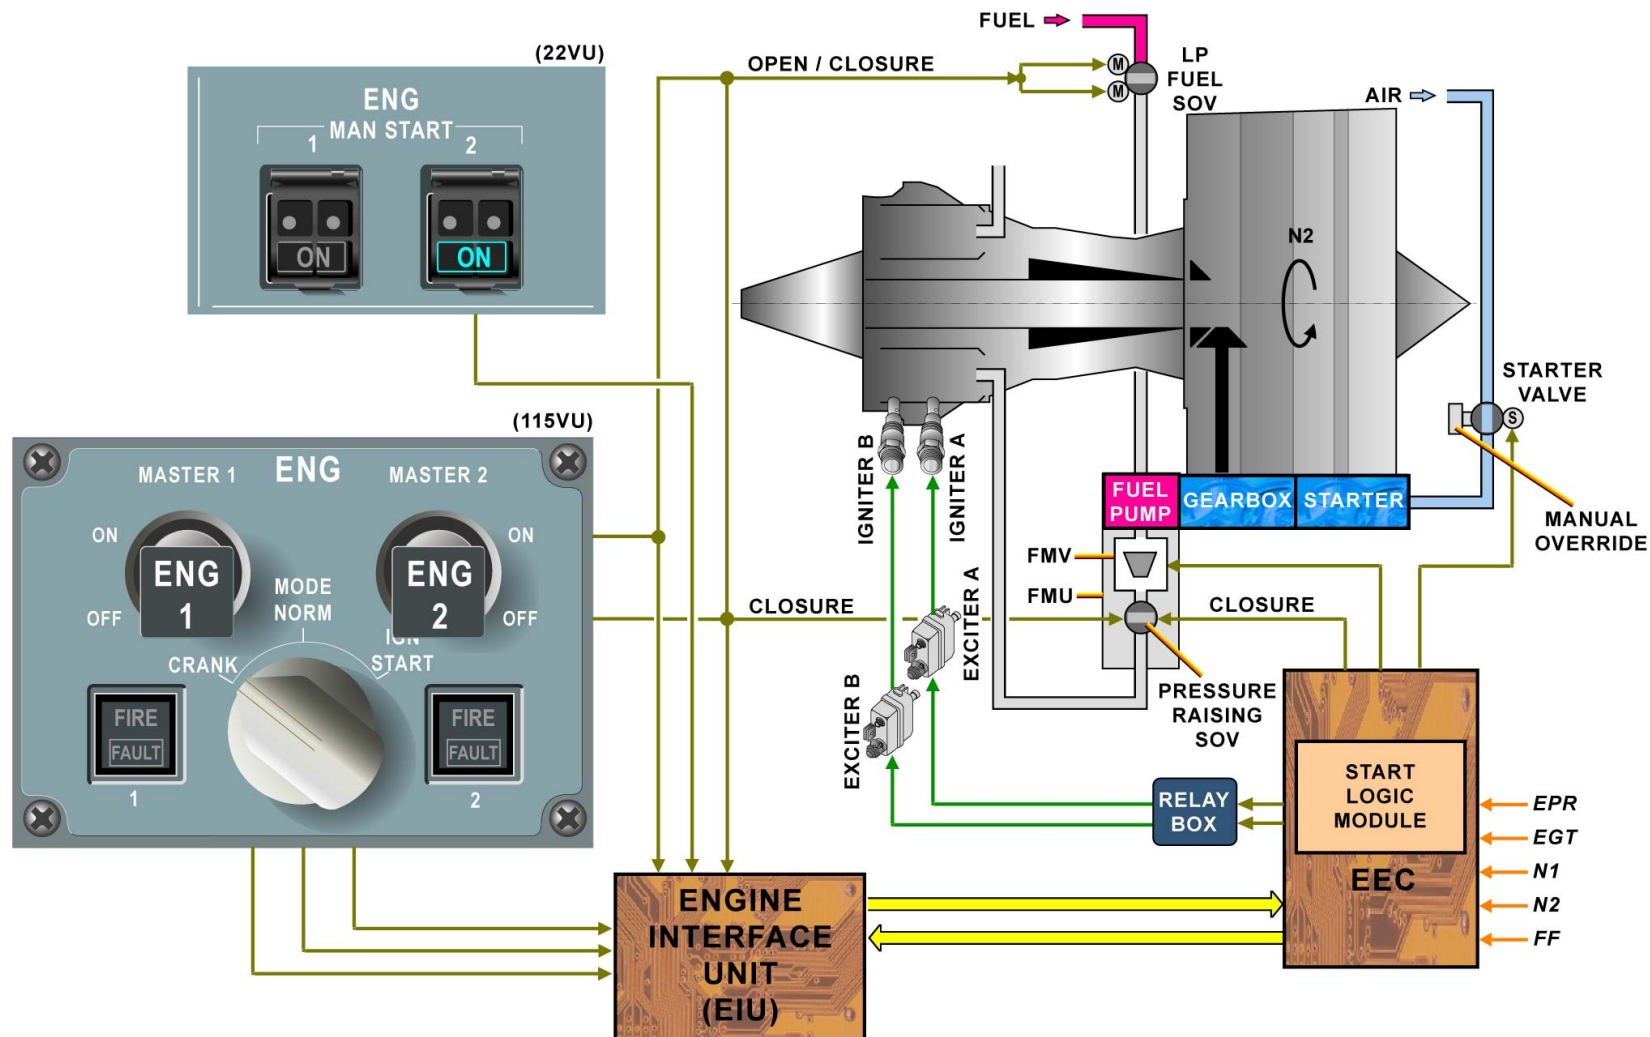 (22VU)
ENG
MAN START
1 2
ON ON
(115VU)
MASTER 1 ENG MASTER 2
ON ON
ENG
1
ENG
2
OFF OFF
MODE
NORM
CRANK
IGN
START
FIRE
FAULT
1
FIRE
FAULT
2
FUEL
OPEN / CLOSURE
M
M
LP
FUEL
SOV
AIR
N2
STARTER
VALVE
S
MANUAL
OVERRIDE
IGNITER B
IGNITER A
FUEL
PUMP
GEARBOX
STARTER
FMV
FMU
CLOSURE
CLOSURE
EXCITER A
EXCITER B
PRESSURE
RAISING
SOV
RELAY
BOX
START
LOGIC
MODULE
EEC
EPR
EGT
N1
N2
FF
ENGINE
INTERFACE
UNIT
(EIU)